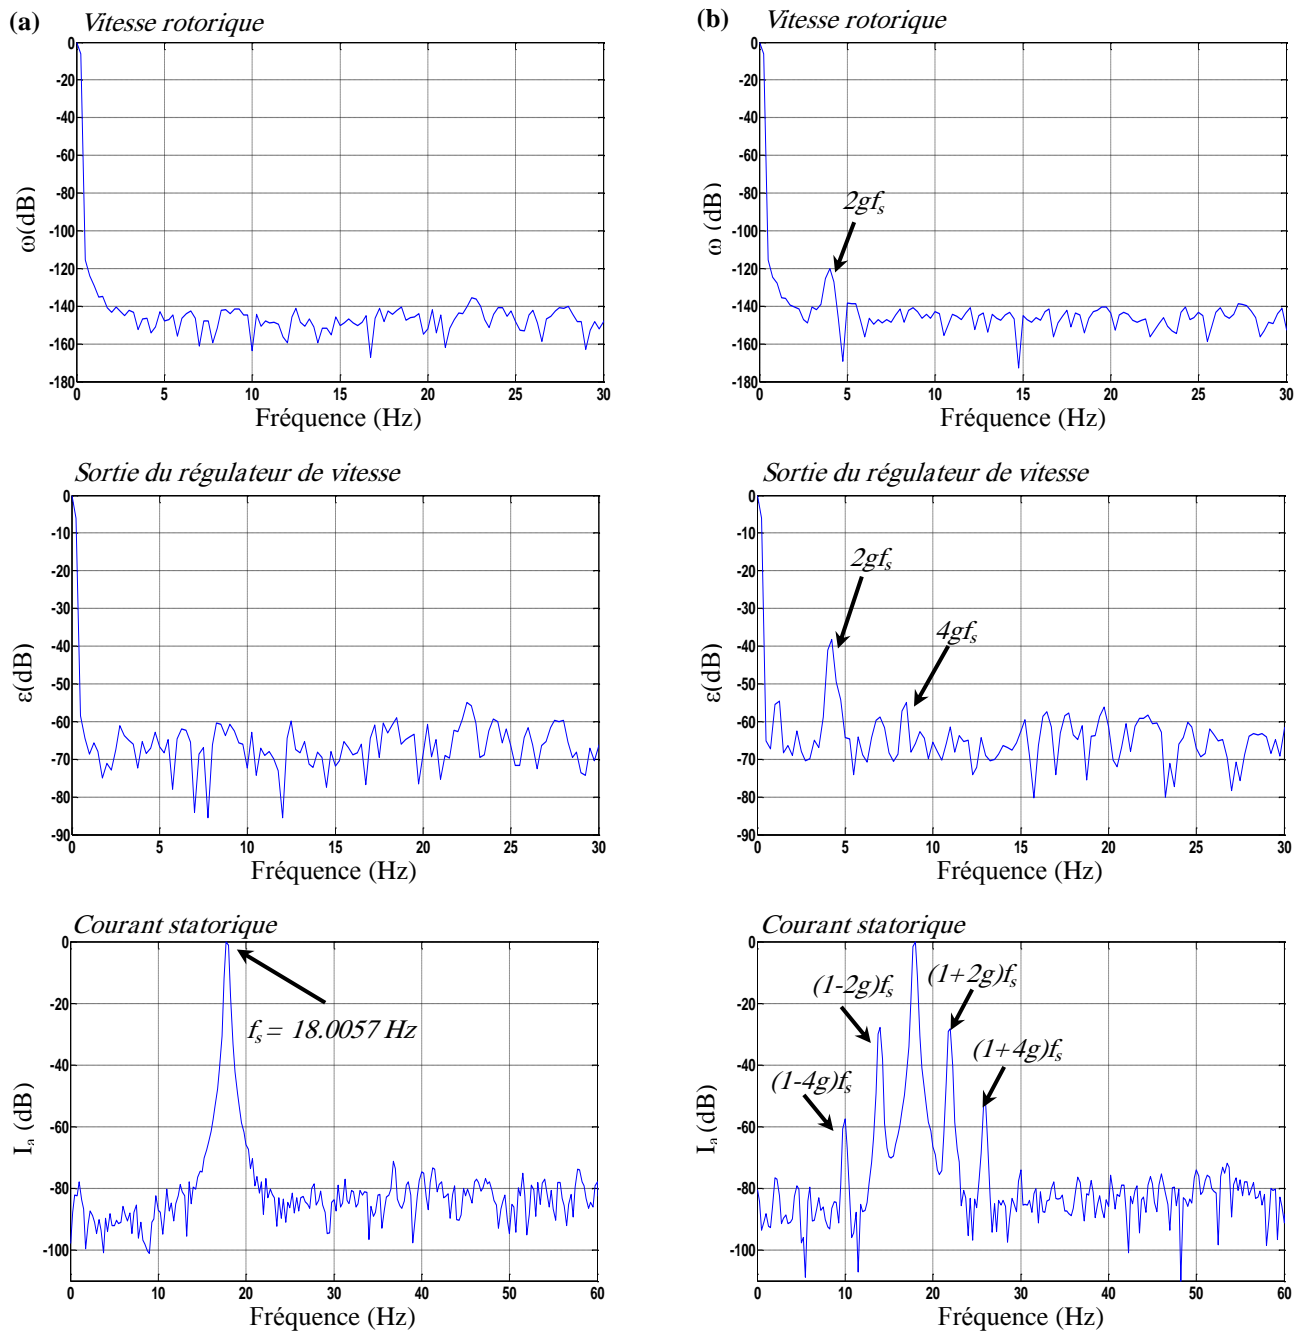 (a) Vitesse rotorique
0
-20
-40
-60
-80
-100
-120
-140
-160
-180
ω(dB)
0 5 10 15 20 25 30
Fréquence (Hz)
(b) Vitesse rotorique
0
-20
-40
-60
-80
-100
-120
-140
-160
-180
ω (dB)
2gfs
0 5 10 15 20 25 30
Fréquence (Hz)
Sortie du régulateur de vitesse
0
-10
-20
-30
-40
-50
-60
-70
-80
-90
ε(dB)
0 5 10 15 20 25 30
Fréquence (Hz)
Sortie du régulateur de vitesse
0
-10
-20
-30
-40
-50
-60
-70
-80
-90
ε(dB)
2gfs
4gfs
0 5 10 15 20 25 30
Fréquence (Hz)
Courant statorique
0
-20
-40
-60
-80
-100
Ia (dB)
fs = 18.0057 Hz
0 10 20 30 40 50 60
Fréquence (Hz)
Courant statorique
0
-20
-40
-60
-80
-100
Ia (dB)
(1-2g)fs
(1+2g)fs
(1-4g)fs
(1+4g)fs
0 10 20 30 40 50 60
Fréquence (Hz)